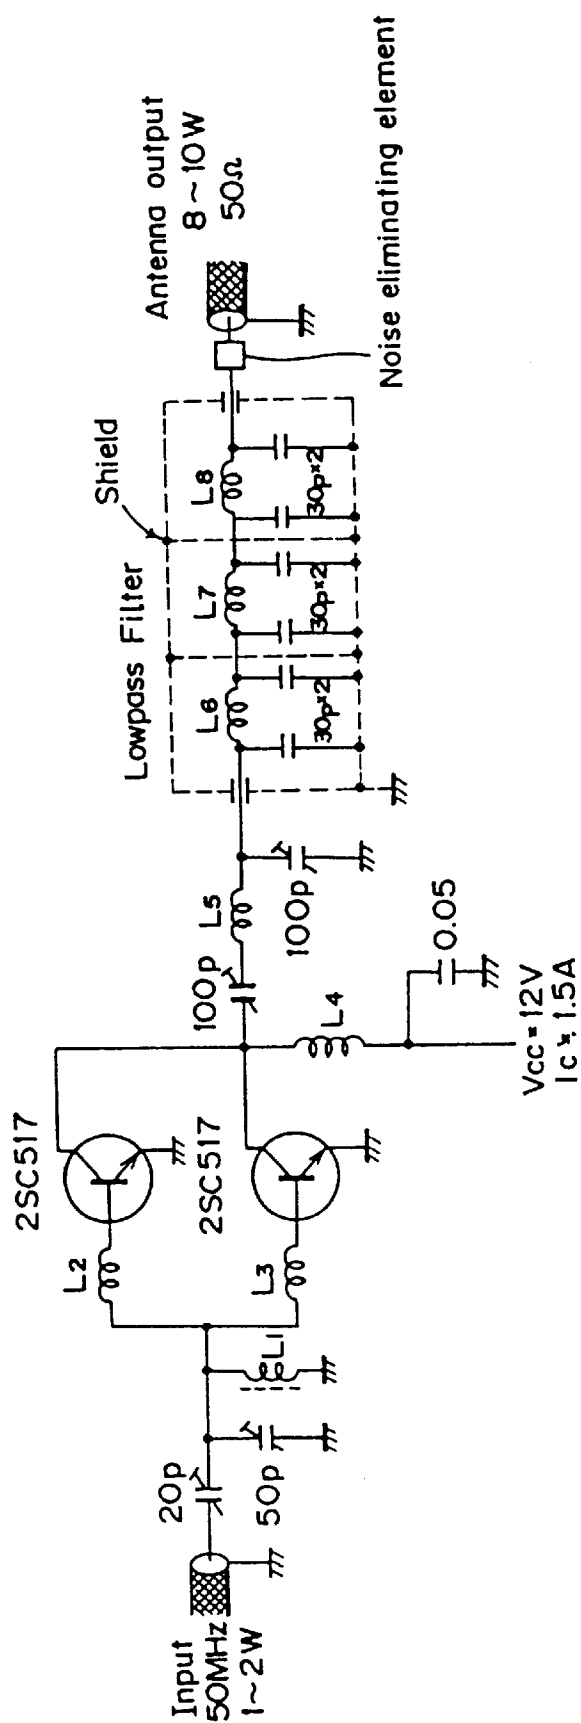 Input
50MHz
1~2W
20p
50p
L1
L2
L3
2SC517
2SC517
L4
Vcc=12V
Ic≒1.5A
0.05
100p
L5
100p
Lowpass Filter
Shield
L6
30p×2
L7
30p×2
L8
30p×2
Antenna output
8~10W
50Ω
Noise eliminating element